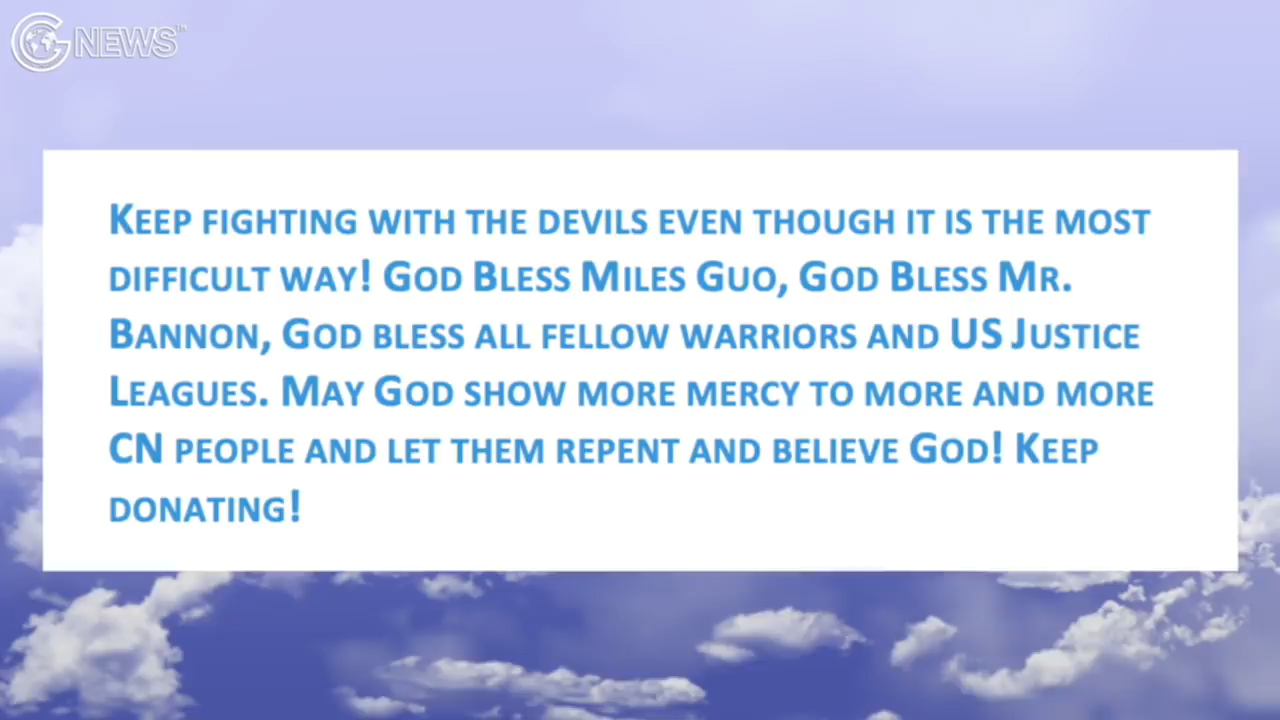 G NEWS™
Keep fighting with the devils even though it is the most
difficult way! God Bless Miles Guo, God Bless Mr.
Bannon, God bless all fellow warriors and US Justice
Leagues. May God show more mercy to more and more
CN people and let them repent and believe God! Keep
donating!